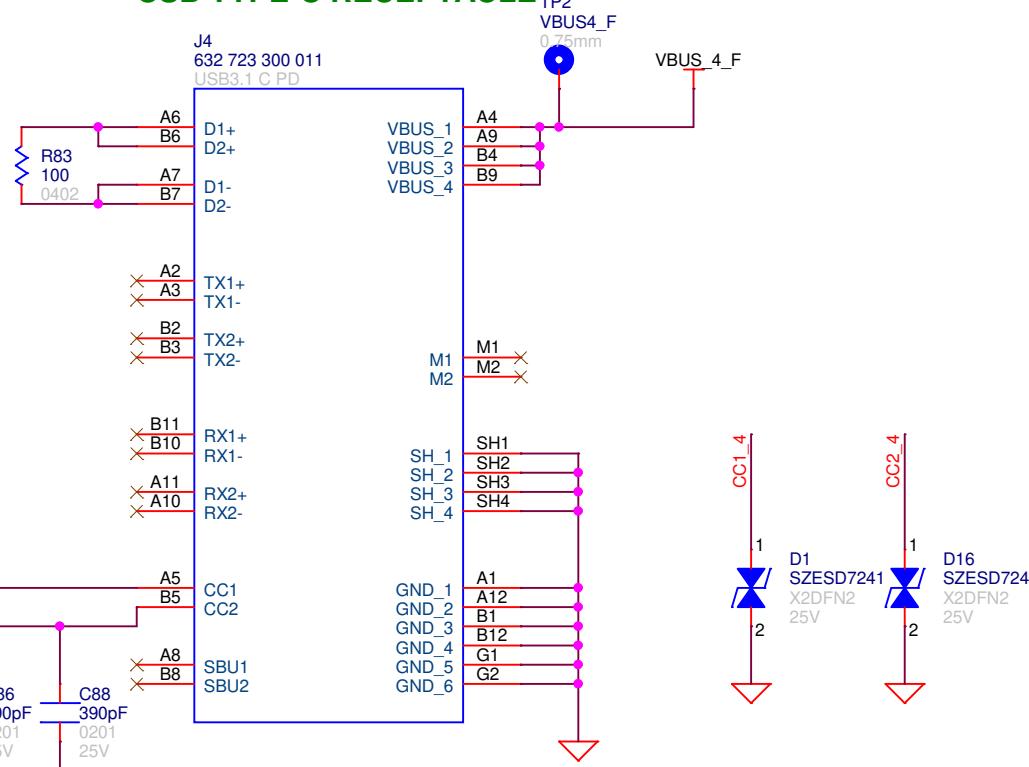 USB TYPE C RECEPTACLE
TP2
VBUS4_F
0.75mm
VBUS_4_F
J4
632 723 300 011
USB3.1 C PD
A6
B6
A7
B7
D1+
D2+
D1-
D2-
VBUS_1
VBUS_2
VBUS_3
VBUS_4
A4
A9
B4
B9
R83
100
0402
A2
A3
B2
B3
TX1+
TX1-
TX2+
TX2-
M1
M2
M1
M2
B11
B10
A11
A10
RX1+
RX1-
RX2+
RX2-
SH_1
SH_2
SH_3
SH_4
SH1
SH2
SH3
SH4
A5
B5
CC1
CC2
A8
B8
SBU1
SBU2
GND_1
GND_2
GND_3
GND_4
GND_5
GND_6
A1
A12
B1
B12
G1
G2
CC1_4
1
D1
SZESD7241
X2DFN2
25V
2
CC2_4
1
D16
SZESD724
X2DFN2
25V
2
C88
390pF
0201
25V